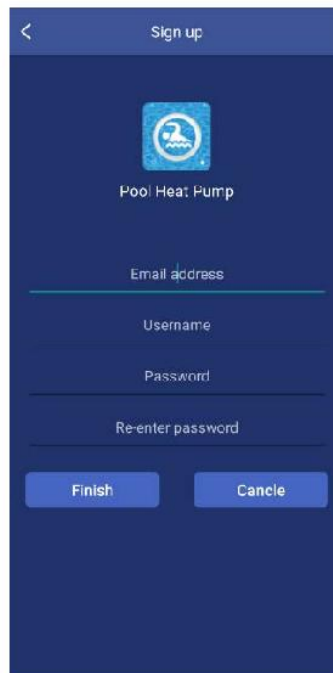 Sign up
Pool Heat Pump
Email address
Username
Password
Re-enter password
Finish Cancle